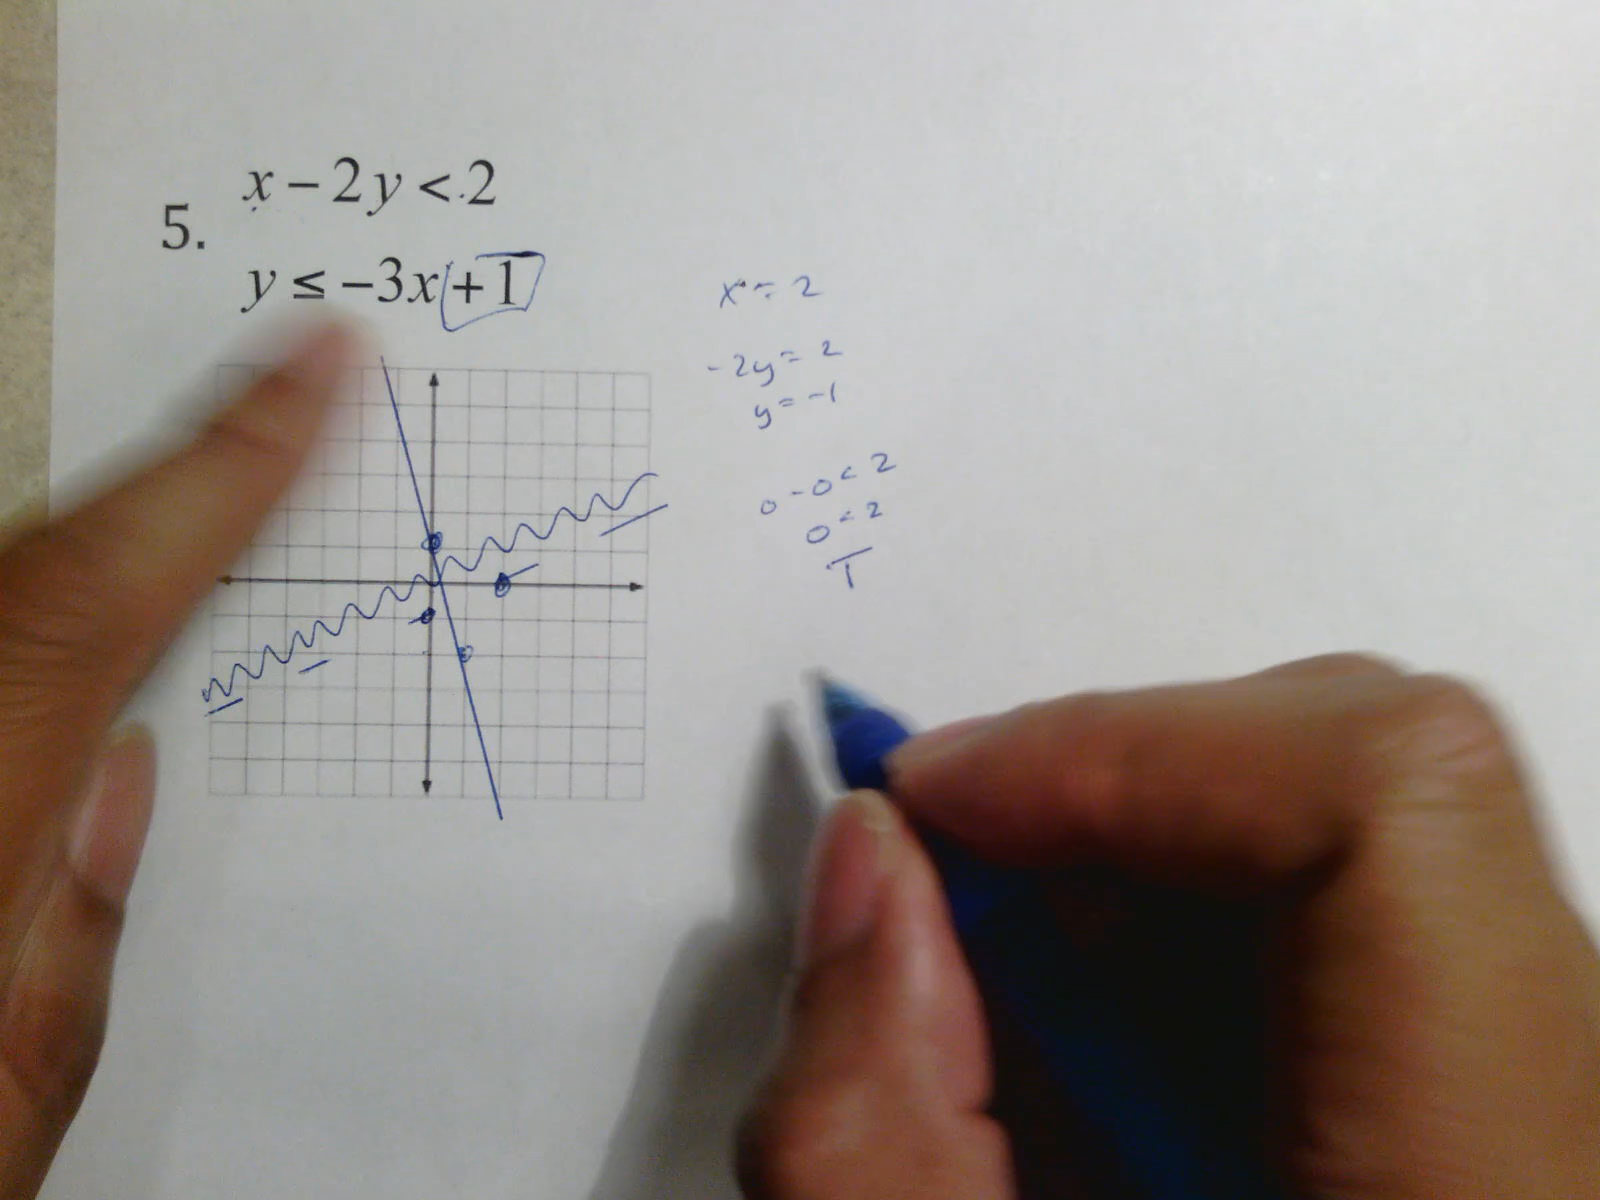 5.
x − 2y < 2
y ≤ −3x + 1
x = 2
-2y = 2
y = -1
0 - 0 < 2
0 < 2
T